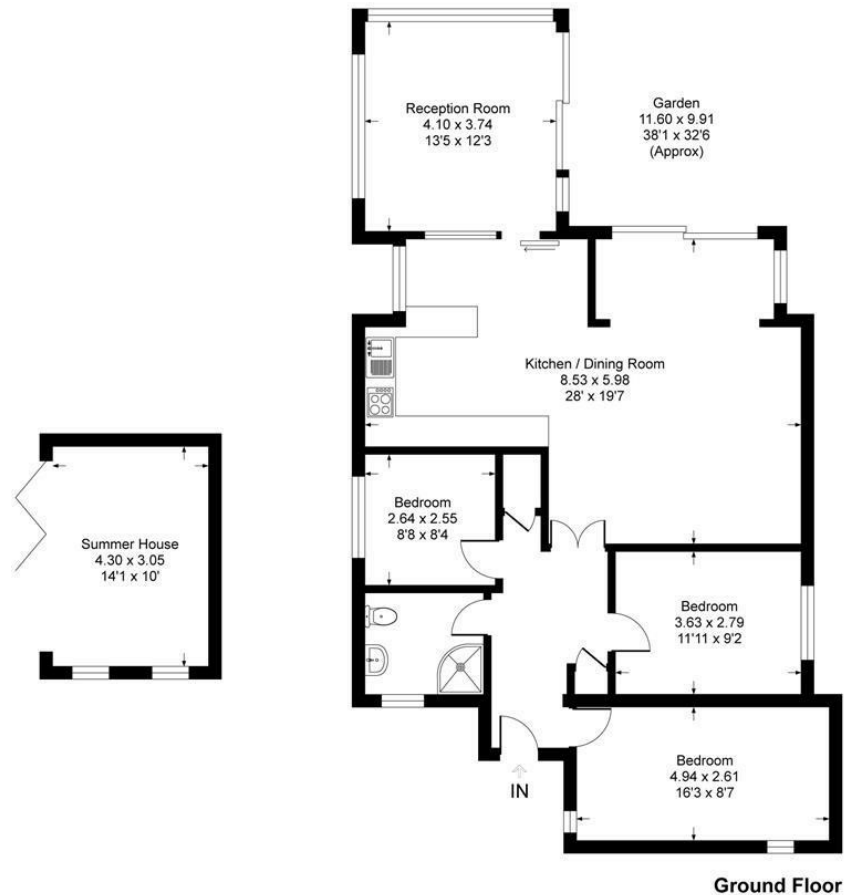 Reception Room
4.10 x 3.74
13'5 x 12'3
Garden
11.60 x 9.91
38'1 x 32'6
(Approx)
Kitchen / Dining Room
8.53 x 5.98
28' x 19'7
Bedroom
2.64 x 2.55
8'8 x 8'4
Summer House
4.30 x 3.05
14'1 x 10'
Bedroom
3.63 x 2.79
11'11 x 9'2
Bedroom
4.94 x 2.61
16'3 x 8'7
IN
Ground Floor